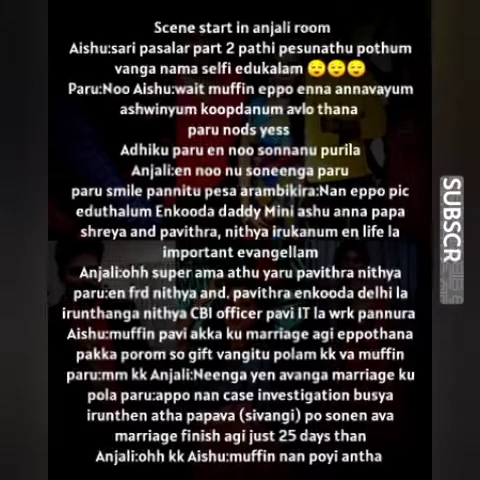 Scene start in anjali room
Aishu:sari pasalar part 2 pathi pesunathu pothum
vanga nama selfi edukalam 😌😌😌
Paru:Noo Aishu:wait muffin eppo enna annavayum
ashwinyum koopdanum avlo thana
paru nods yess
Adhiku paru en noo sonnanu purila
Anjali:en noo nu soneenga paru
paru smile pannitu pesa arambikira:Nan eppo pic
eduthalum Enkooda daddy Mini ashu anna papa
shreya and pavithra, nithya irukanum en life la
important evangellam
Anjali:ohh super ama athu yaru pavithra nithya
paru:en frd nithya and. pavithra enkooda delhi la
irunthanga nithya CBI officer pavi IT la wrk pannura
Aishu:muffin pavi akka ku marriage agi eppothana
pakka porom so gift vangitu polam kk va muffin
paru:mm kk Anjali:Neenga yen avanga marriage ku
pola paru:appo nan case investigation busya
irunthen atha papava (sivangi) po sonen ava
marriage finish agi just 25 days than
Anjali:ohh kk Aishu:muffin nan poyi antha
SUBSCR